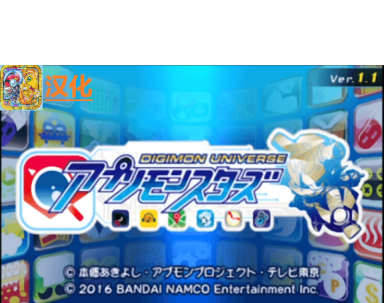 汉化
Ver. 1.1
DIGIMON UNIVERSE
アプリモンスターズ
© 本郷あきよし・アプモンプロジェクト・テレビ東京
© 2016 BANDAI NAMCO Entertainment Inc.